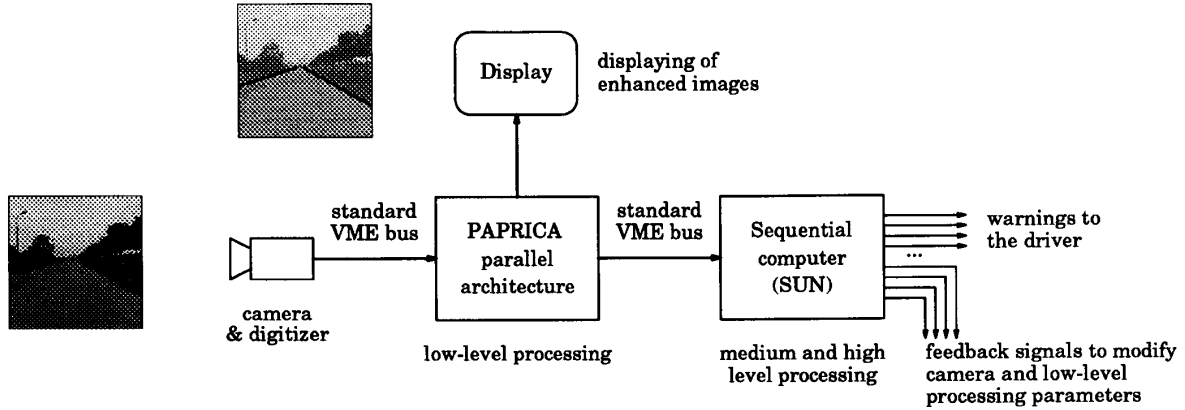 Display
displaying of
enhanced images
standard
VME bus
PAPRICA
parallel
architecture
standard
VME bus
Sequential
computer
(SUN)
...
warnings to
the driver
camera
& digitizer
low-level processing
medium and high
level processing
feedback signals to modify
camera and low-level
processing parameters